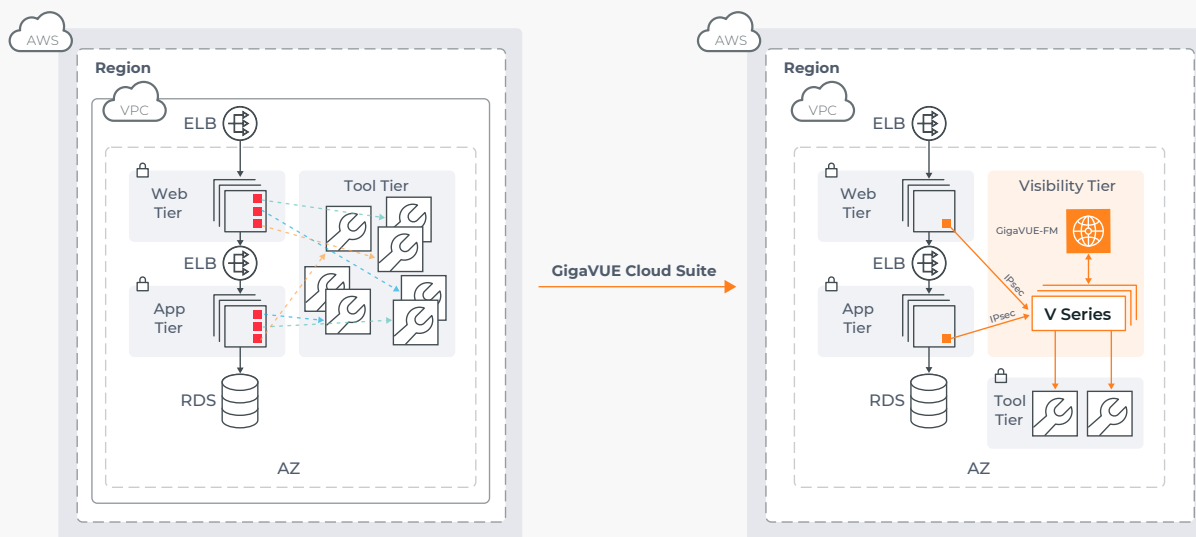 AWS
Region
VPC
ELB
Web
Tier
Tool Tier
ELB
App
Tier
RDS
AZ
GigaVUE Cloud Suite
AWS
Region
VPC
ELB
Web
Tier
Visibility Tier
GigaVUE-FM
ELB
IPsec
App
Tier
IPsec
V Series
RDS
Tool
Tier
AZ